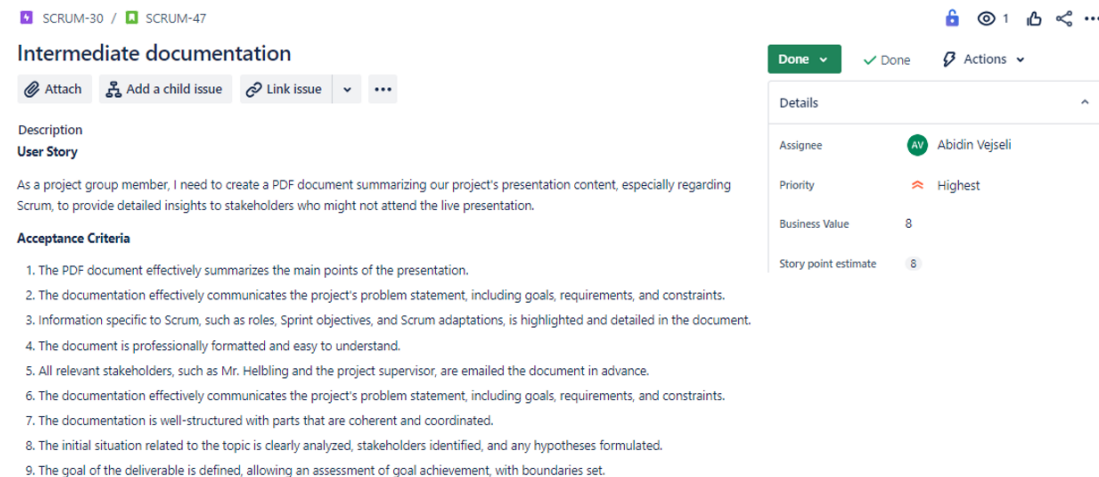 SCRUM-30 / SCRUM-47
1
Intermediate documentation
Attach
Add a child issue
Link issue
Description
User Story
As a project group member, I need to create a PDF document summarizing our project's presentation content, especially regarding
Scrum, to provide detailed insights to stakeholders who might not attend the live presentation.
Acceptance Criteria
1. The PDF document effectively summarizes the main points of the presentation.
2. The documentation effectively communicates the project's problem statement, including goals, requirements, and constraints.
3. Information specific to Scrum, such as roles, Sprint objectives, and Scrum adaptations, is highlighted and detailed in the document.
4. The document is professionally formatted and easy to understand.
5. All relevant stakeholders, such as Mr. Helbling and the project supervisor, are emailed the document in advance.
6. The documentation effectively communicates the project's problem statement, including goals, requirements, and constraints.
7. The documentation is well-structured with parts that are coherent and coordinated.
8. The initial situation related to the topic is clearly analyzed, stakeholders identified, and any hypotheses formulated.
9. The goal of the deliverable is defined, allowing an assessment of goal achievement, with boundaries set.
Done
Done
Actions
Details
Assignee
AV Abidin Vejseli
Priority
Highest
Business Value
8
Story point estimate
8